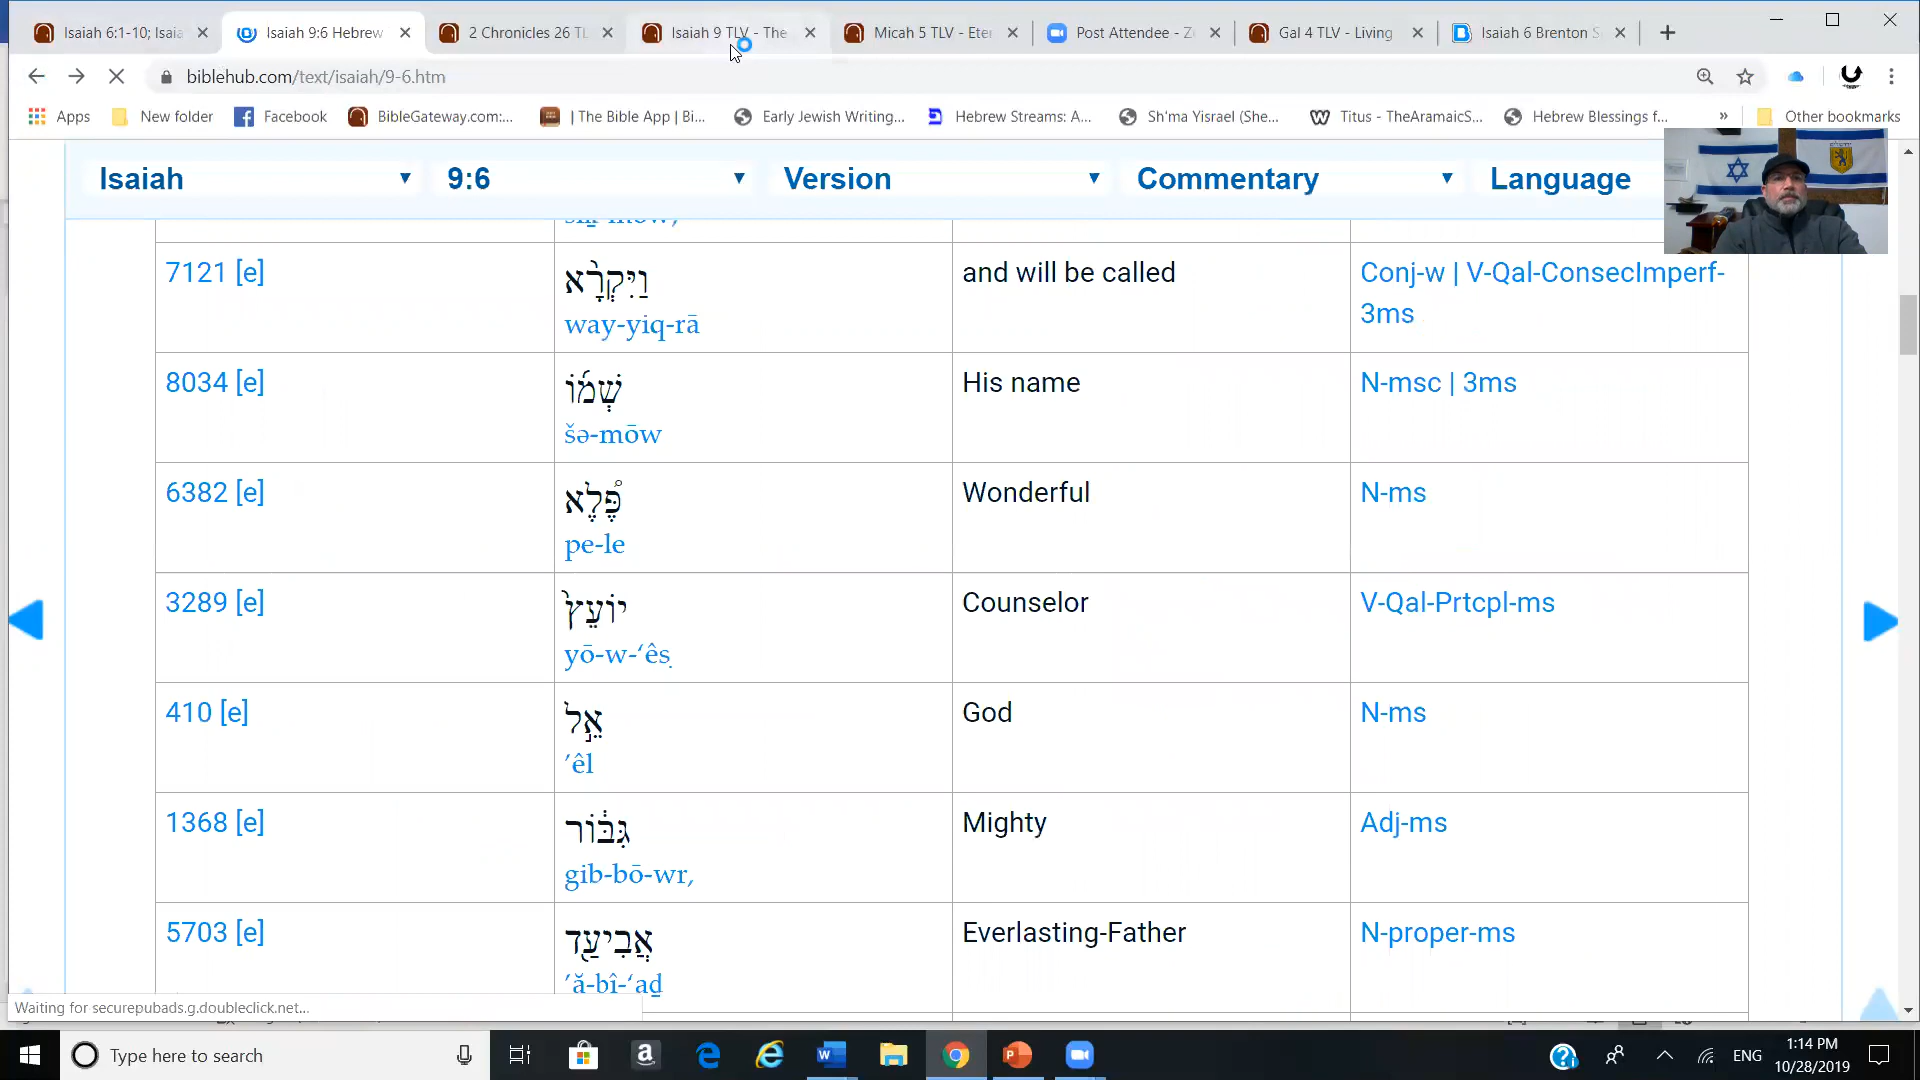 Isaiah 6:1-10; Isaia
Isaiah 9:6 Hebrew
2 Chronicles 26 TL
Isaiah 9 TLV - The
Micah 5 TLV - Eter
Post Attendee - Z
Gal 4 TLV - Living
Isaiah 6 Brenton S
biblehub.com/text/isaiah/9-6.htm
Apps
New folder
Facebook
BibleGateway.com:...
| The Bible App | Bi...
Early Jewish Writing...
Hebrew Streams: A...
Sh'ma Yisrael (She...
Titus - TheAramaicS...
Hebrew Blessings f...
»
Other bookmarks
Isaiah
9:6
Version
Commentary
Language
7121 [e]
וַיִּקְרָ֨א
way-yiq-rā
and will be called
Conj-w | V-Qal-ConsecImperf-
3ms
8034 [e]
שְׁמ֜וֹ
šə-mōw
His name
N-msc | 3ms
6382 [e]
פֶּ֠לֶא
pe-le
Wonderful
N-ms
3289 [e]
יוֹעֵץ֙
yō-w-‘êṣ
Counselor
V-Qal-Prtcpl-ms
410 [e]
אֵ֣ל
’êl
God
N-ms
1368 [e]
גִּבּ֔וֹר
gib-bō-wr,
Mighty
Adj-ms
5703 [e]
אֲבִיעַ֖ד
’ă-bî-‘aḏ
Everlasting-Father
N-proper-ms
Waiting for securepubads.g.doubleclick.net...
Type here to search
ENG
1:14 PM
10/28/2019